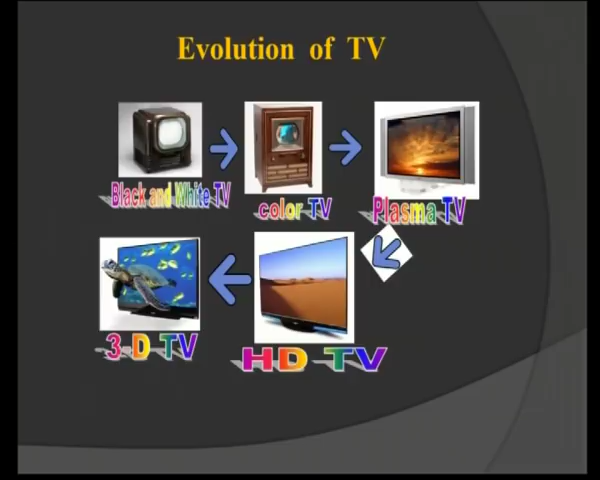 Evolution of TV
Black and White TV
color TV
Plasma TV
3-D TV
HD TV